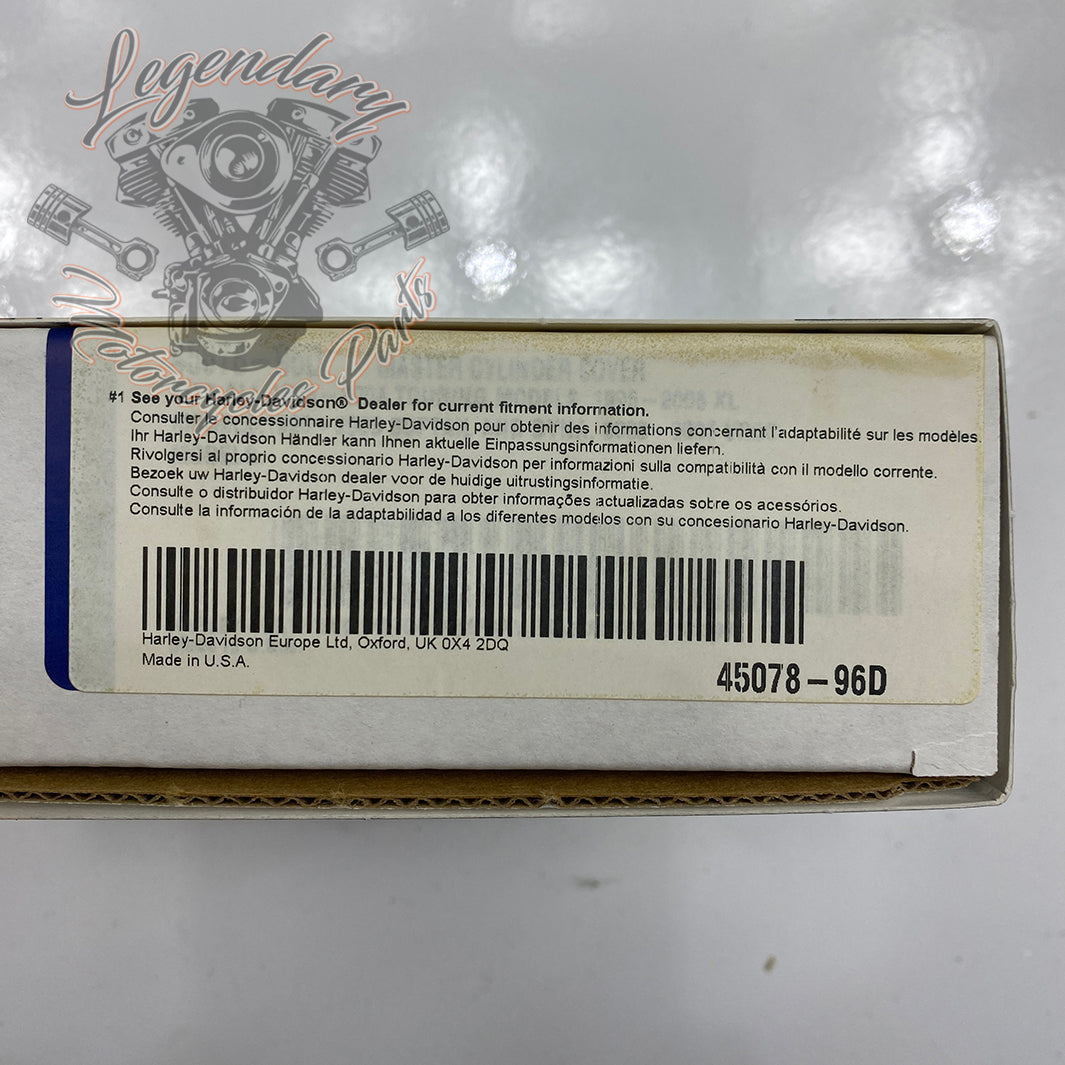 Legendary
Motorcycles Parts
MASTER CYLINDER COVER
#1 See your Harley-Davidson® Dealer for current fitment information.
Consulter le concessionnaire Harley-Davidson pour obtenir des informations concernant l'adaptabilité sur les modèles.
Ihr Harley-Davidson Händler kann Ihnen aktuelle Einpassungsinformationen liefern.
Rivolgersi al proprio concessionario Harley-Davidson per informazioni sulla compatibilità con il modello corrente.
Bezoek uw Harley-Davidson dealer voor de huidige uitrustingsinformatie.
Consulte o distribuidor Harley-Davidson para obter informações actualizadas sobre os acessórios.
Consulte la información de la adaptabilidad a los diferentes modelos con su concesionario Harley-Davidson.
Harley-Davidson Europe Ltd, Oxford, UK 0X4 2DQ
Made in U.S.A.
45078-96D